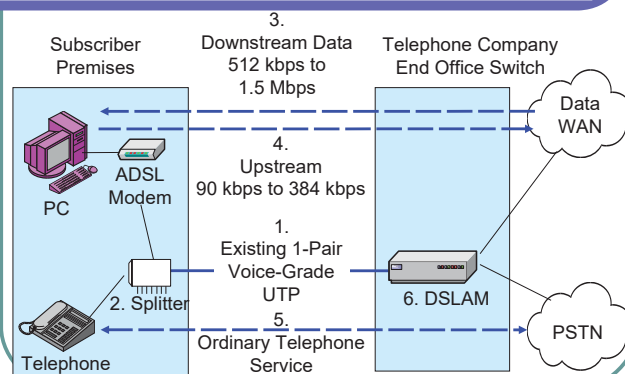 3.
Subscriber
Premises
Downstream Data
512 kbps to
1.5 Mbps
Telephone Company
End Office Switch
Data
WAN
4.
Upstream
90 kbps to 384 kbps
ADSL
Modem
PC
1.
Existing 1-Pair
Voice-Grade
UTP
2. Splitter
6. DSLAM
5.
Ordinary Telephone
Service
PSTN
Telephone